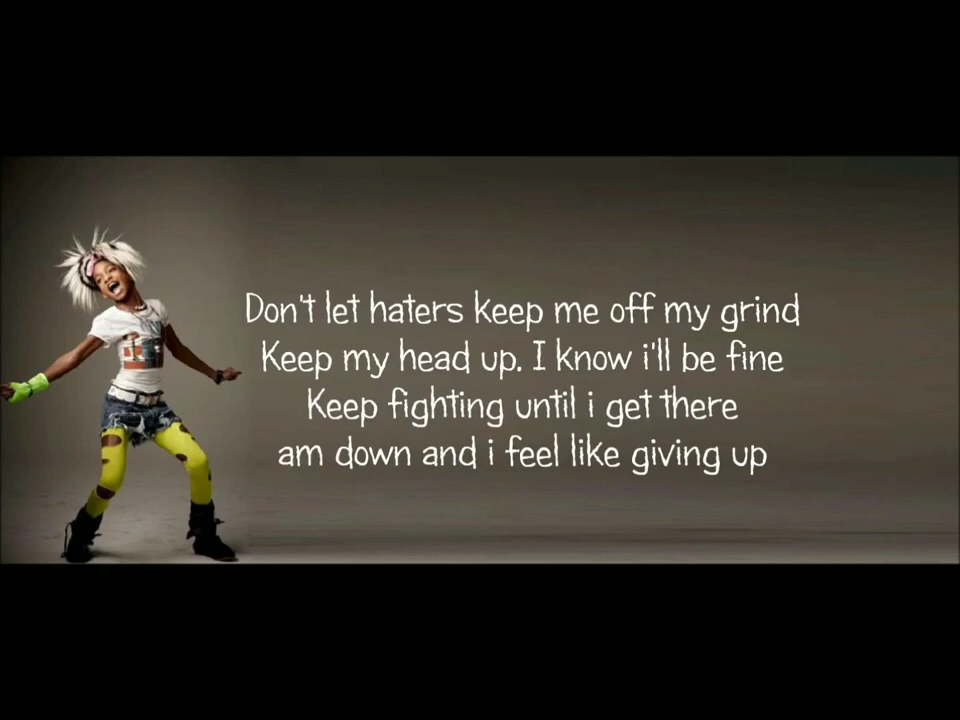 Don't let haters keep me off my grind
Keep my head up. I know i'll be fine
Keep fighting until i get there
am down and i feel like giving up